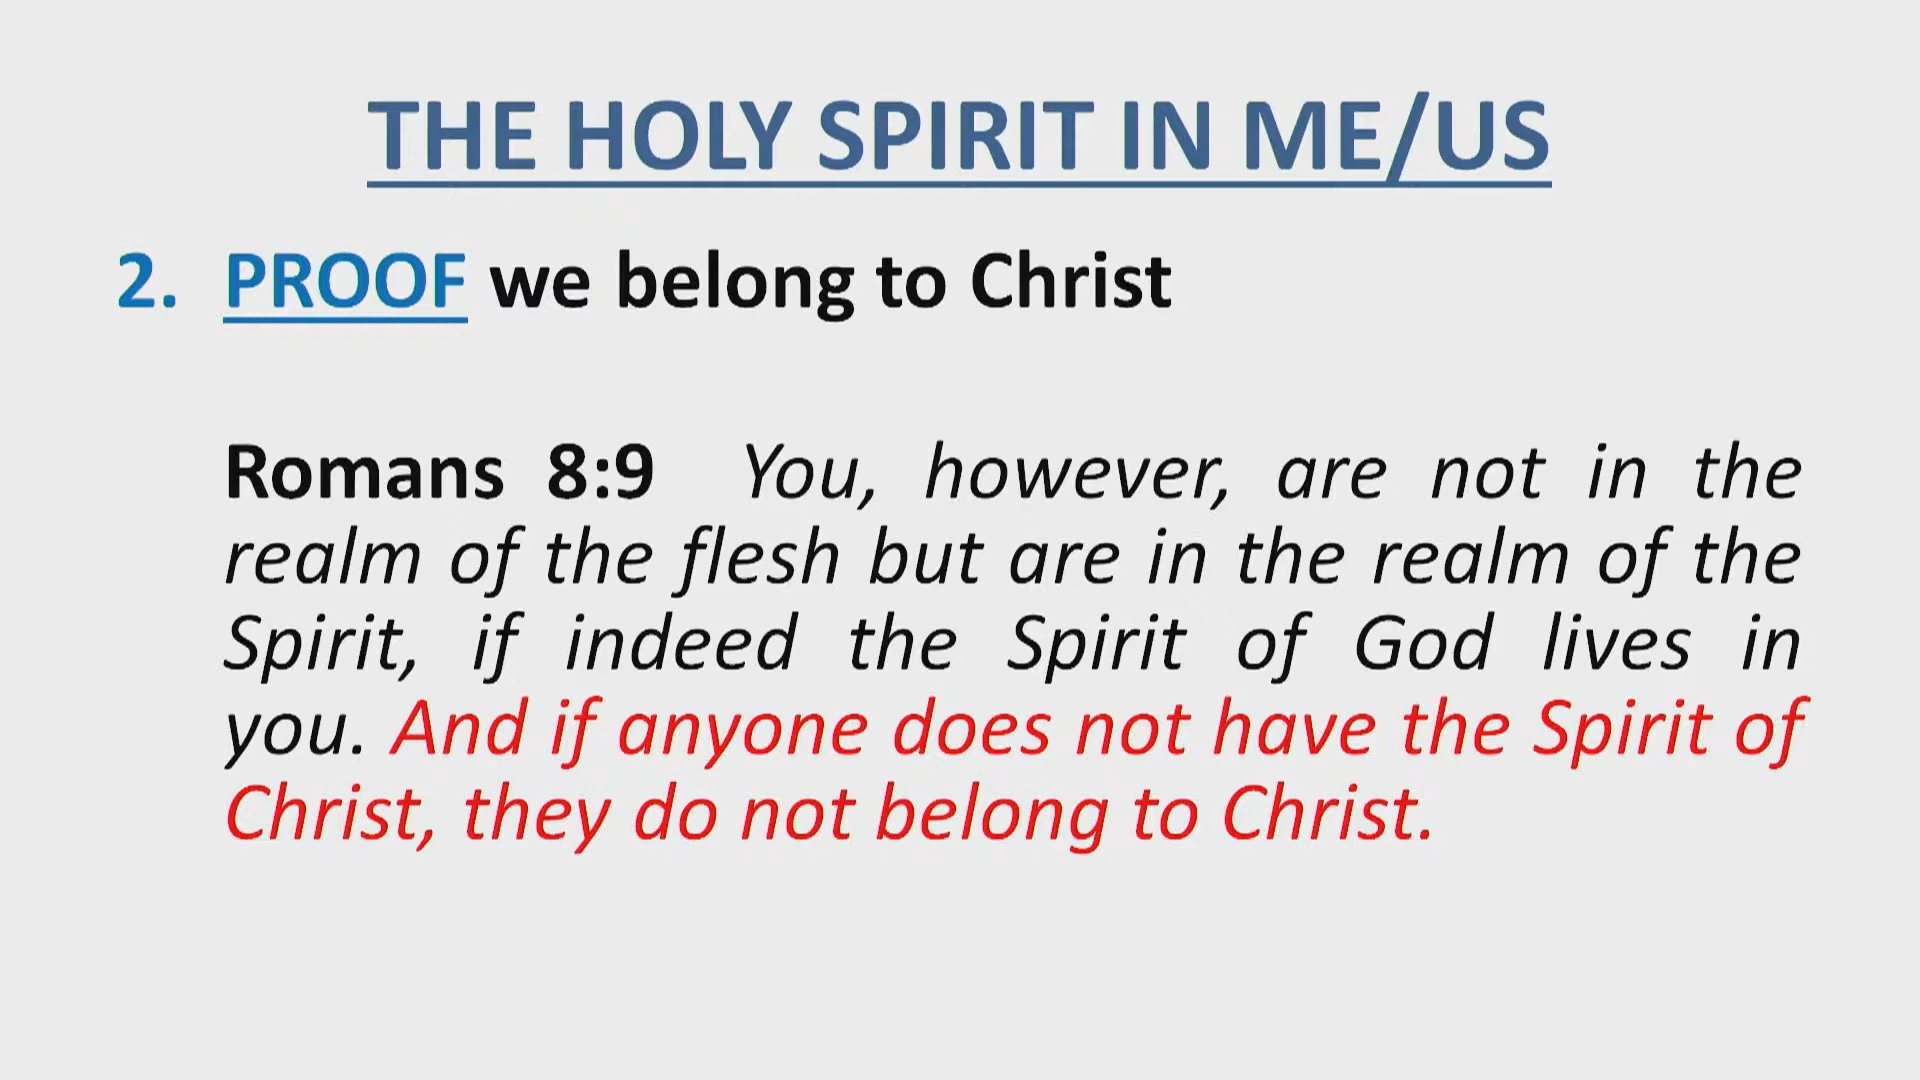 THE HOLY SPIRIT IN ME/US
2. PROOF we belong to Christ
Romans 8:9 You, however, are not in the
realm of the flesh but are in the realm of the
Spirit, if indeed the Spirit of God lives in
you. And if anyone does not have the Spirit of
Christ, they do not belong to Christ.